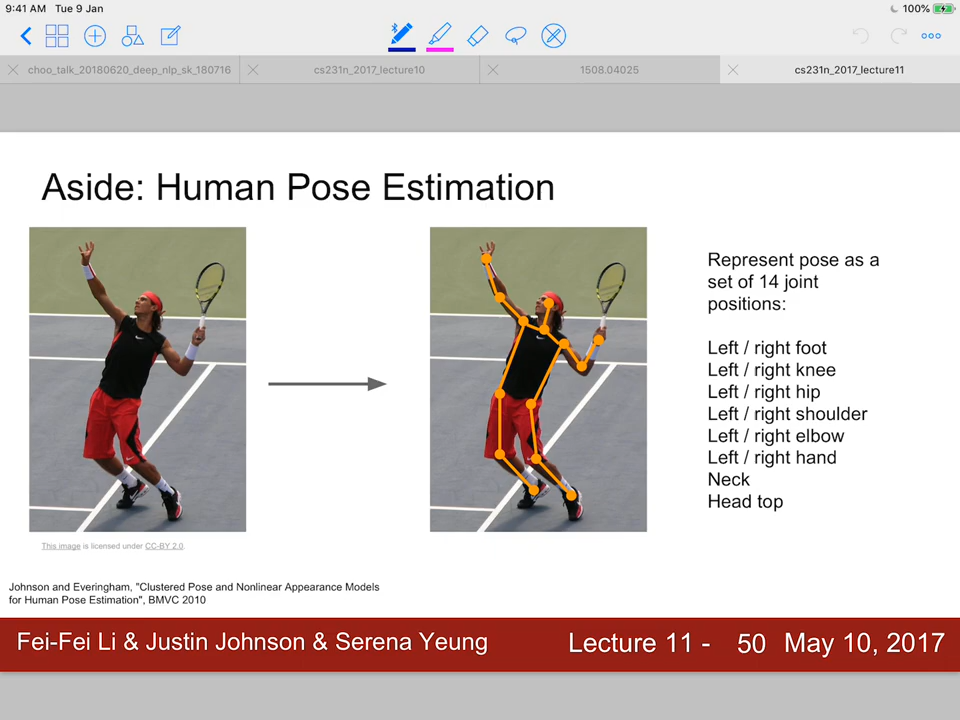 9:41 AM Tue 9 Jan
100%
choo_talk_20180620_deep_nlp_sk_180716
cs231n_2017_lecture10
1508.04025
cs231n_2017_lecture11
Aside: Human Pose Estimation
Represent pose as a
set of 14 joint
positions:
Left / right foot
Left / right knee
Left / right hip
Left / right shoulder
Left / right elbow
Left / right hand
Neck
Head top
This image is licensed under CC-BY 2.0.
Johnson and Everingham, "Clustered Pose and Nonlinear Appearance Models
for Human Pose Estimation", BMVC 2010
Fei-Fei Li & Justin Johnson & Serena Yeung
Lecture 11 - 50 May 10, 2017